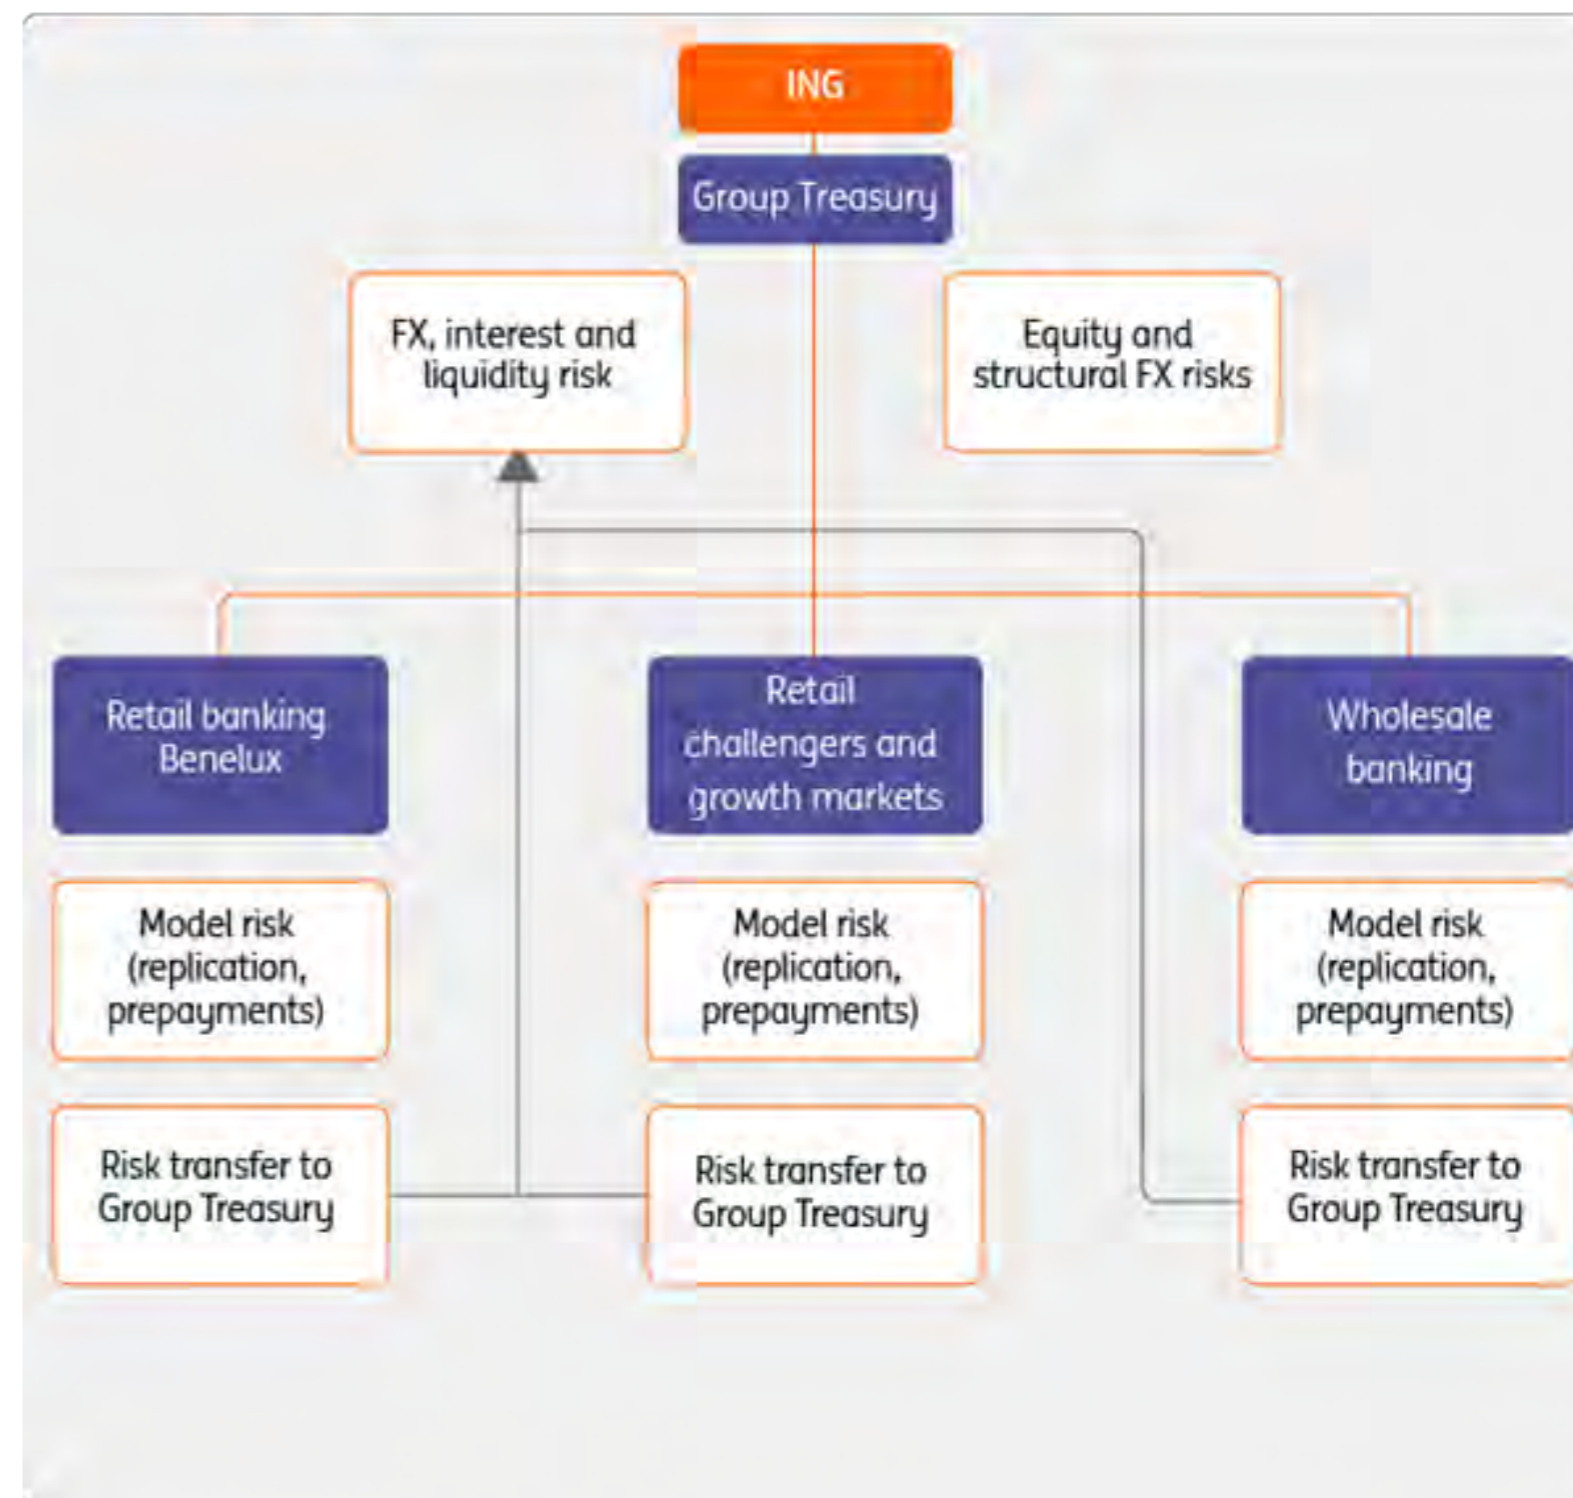 ING
Group Treasury
FX, interest and
liquidity risk
Equity and
structural FX risks
Retail banking
Benelux
Retail
challengers and
growth markets
Wholesale
banking
Model risk
(replication,
prepayments)
Model risk
(replication,
prepayments)
Model risk
(replication,
prepayments)
Risk transfer to
Group Treasury
Risk transfer to
Group Treasury
Risk transfer to
Group Treasury